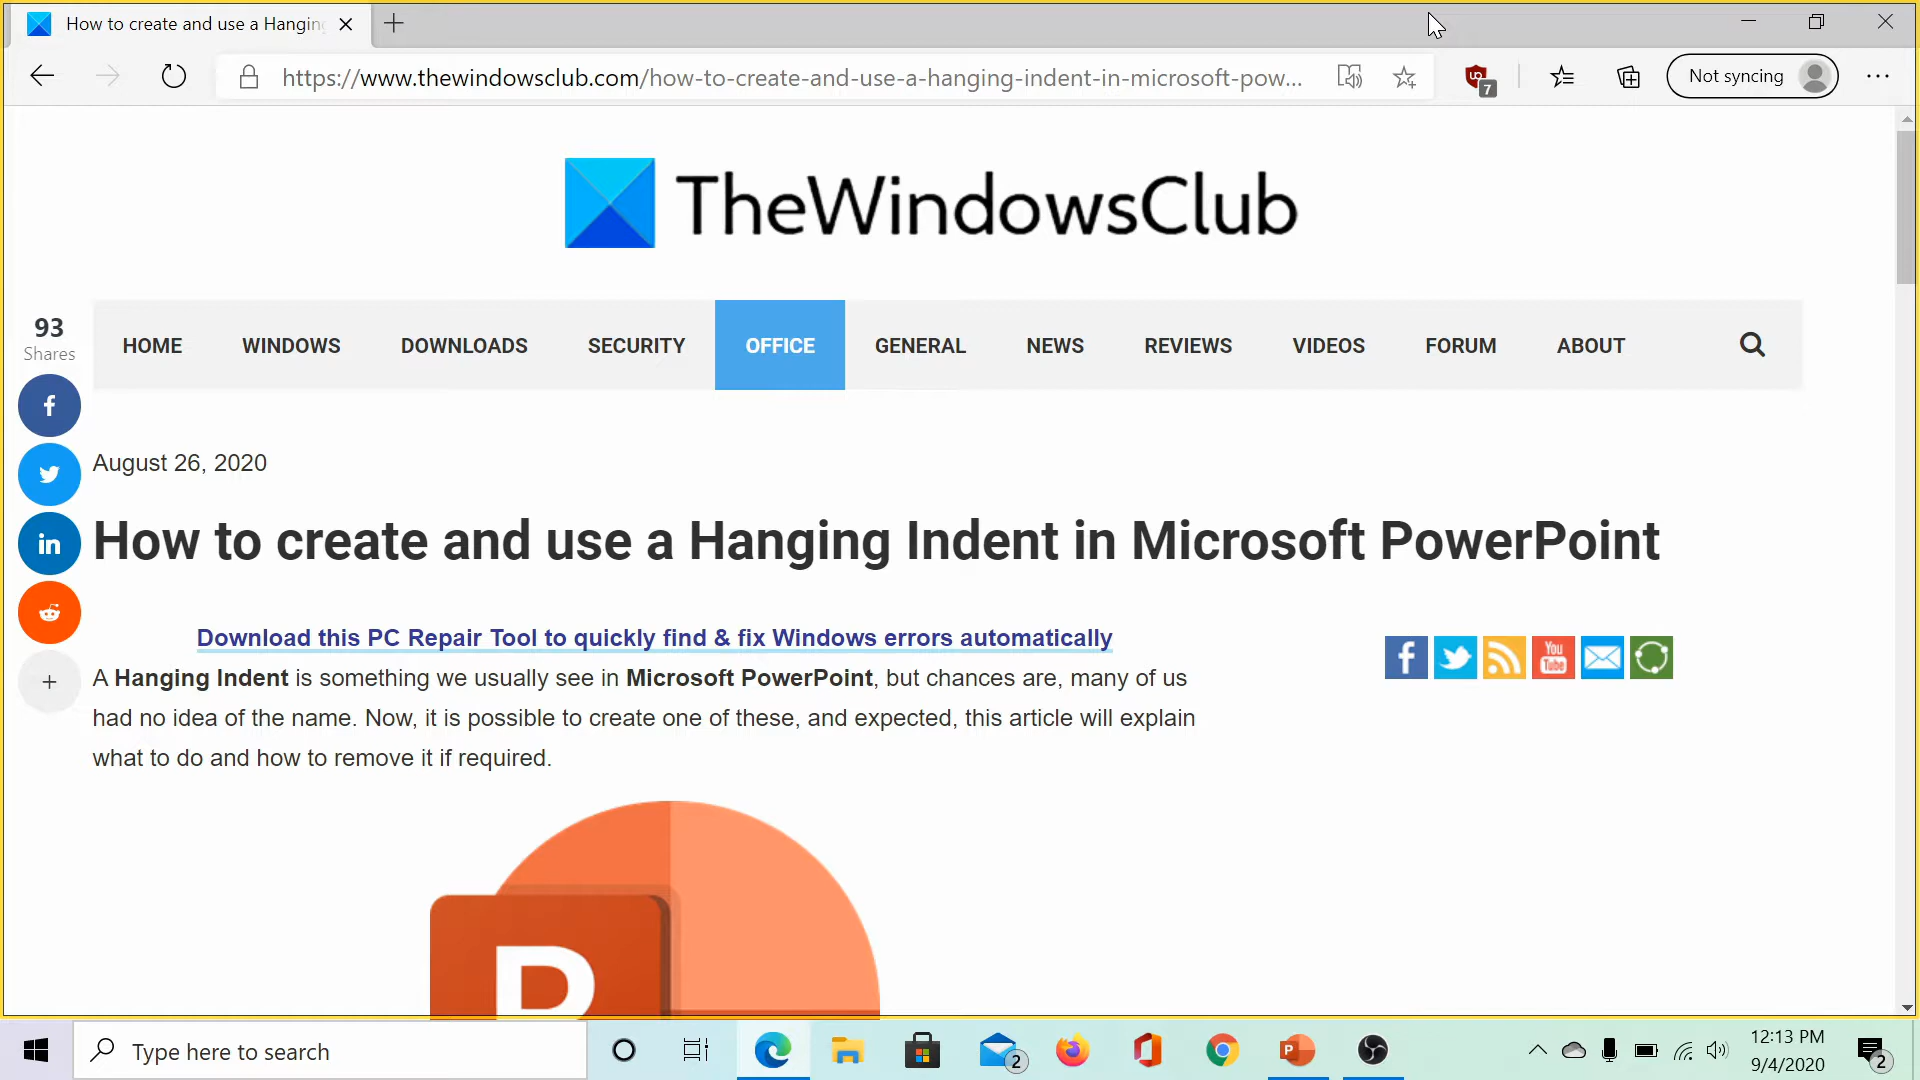 How to create and use a Hangin
https://www.thewindowsclub.com/how-to-create-and-use-a-hanging-indent-in-microsoft-pow...
7
Not syncing
TheWindowsClub
93
Shares
HOME WINDOWS DOWNLOADS SECURITY OFFICE GENERAL NEWS REVIEWS VIDEOS FORUM ABOUT
August 26, 2020
How to create and use a Hanging Indent in Microsoft PowerPoint
Download this PC Repair Tool to quickly find & fix Windows errors automatically
You
Tube
A Hanging Indent is something we usually see in Microsoft PowerPoint, but chances are, many of us
had no idea of the name. Now, it is possible to create one of these, and expected, this article will explain
what to do and how to remove it if required.
P
Type here to search
2
P
12:13 PM
9/4/2020
2